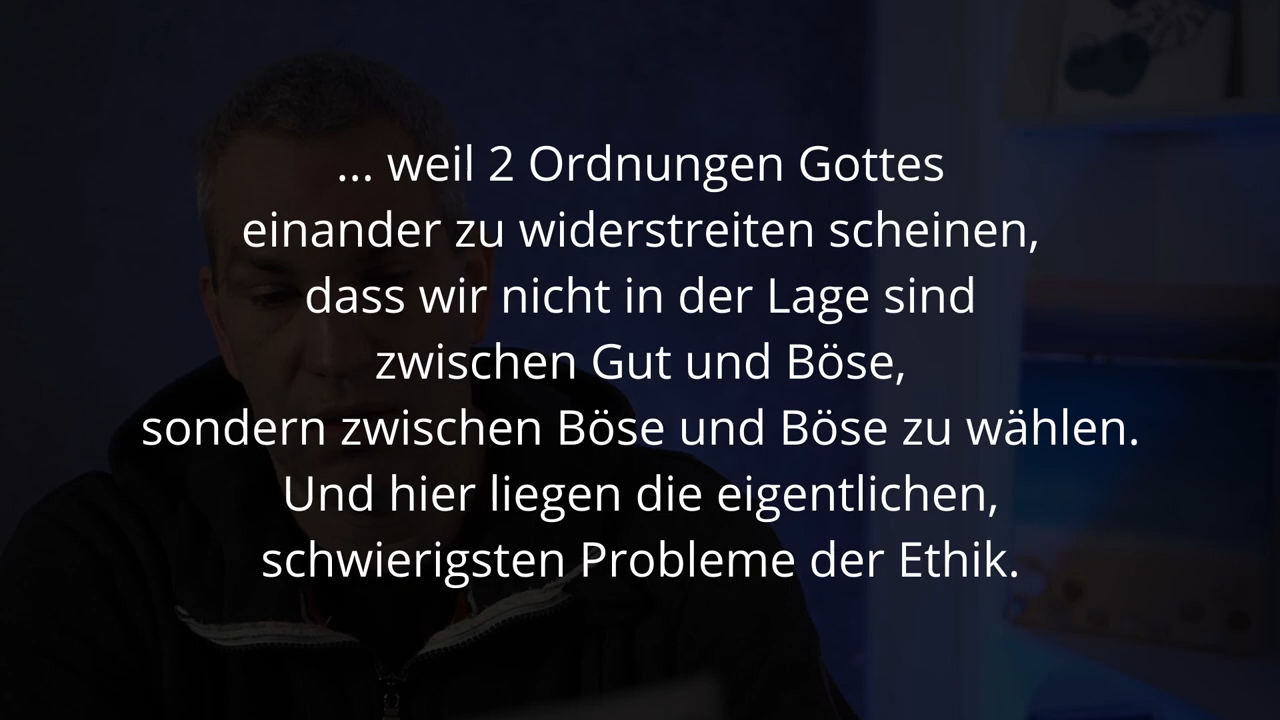 ... weil 2 Ordnungen Gottes
einander zu widerstreiten scheinen,
dass wir nicht in der Lage sind
zwischen Gut und Böse,
sondern zwischen Böse und Böse zu wählen.
Und hier liegen die eigentlichen,
schwierigsten Probleme der Ethik.